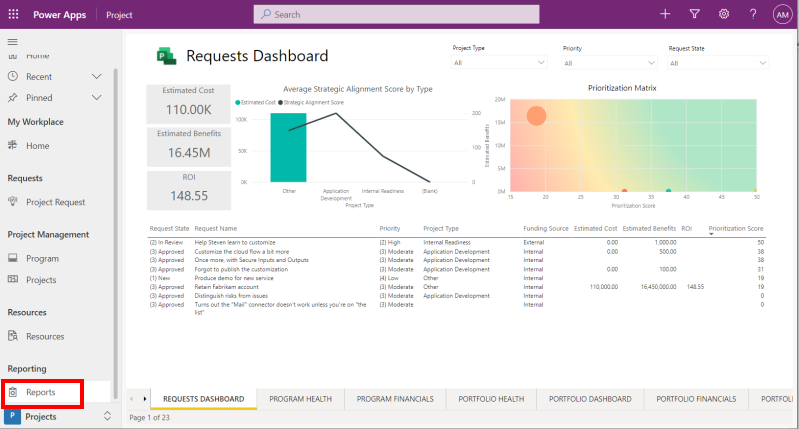 Power Apps Project Search AM
Home
Recent
Pinned
My Workplace
Home
Requests
Project Request
Project Management
Program
Projects
Resources
Resources
Reporting
Reports
P Projects
P Requests Dashboard
Project Type Priority Request State
All All All
Estimated Cost
110.00K
Estimated Benefits
16.45M
ROI
148.55
Average Strategic Alignment Score by Type
Estimated Cost Strategic Alignment Score
100K
50K
0K
200
100
0
Other Application Development Internal Readiness (Blank)
Project Type
Prioritization Matrix
Estimated Benefits
20M
15M
10M
5M
0M
15 20 25 30 35 40 45 50
Prioritization Score
Request State Request Name Priority Project Type Funding Source Estimated Cost Estimated Benefits ROI Prioritization Score
(2) In Review Help Steven learn to customize (2) High Internal Readiness External 0.00 1,000.00 50
(3) Approved Customize the cloud flow a bit more (3) Moderate Application Development Internal 0.00 500.00 38
(3) Approved Once more, with Secure Inputs and Outputs (3) Moderate Application Development Internal 38
(3) Approved Forgot to publish the customization (3) Moderate Application Development Internal 0.00 100.00 31
(1) New Produce demo for new service (4) Low Other Internal 19
(3) Approved Retain Fabrikam account (3) Moderate Other Internal 110,000.00 16,450,000.00 148.55 19
(3) Approved Distinguish risks from issues (3) Moderate Application Development Internal 0
(3) Approved Turns out the "Mail" connector doesn't work unless you're on "the (3) Moderate Internal 0
list"
REQUESTS DASHBOARD PROGRAM HEALTH PROGRAM FINANCIALS PORTFOLIO HEALTH PORTFOLIO DASHBOARD PORTFOLIO FINANCIALS PORTFOL
Page 1 of 23